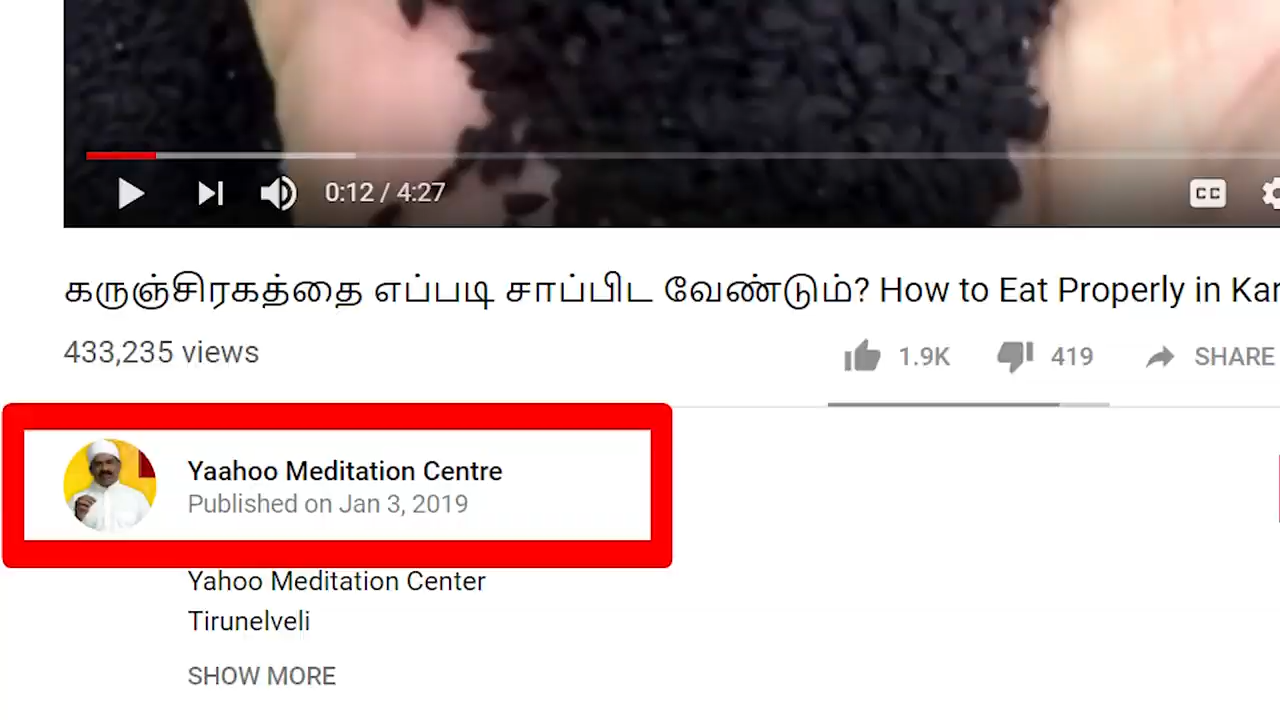 0:12 / 4:27
CC
கருஞ்சிரகத்தை எப்படி சாப்பிட வேண்டும்? How to Eat Properly in Kar
433,235 views
1.9K 419 SHARE
Yaahoo Meditation Centre
Published on Jan 3, 2019
Yahoo Meditation Center
Tirunelveli
SHOW MORE